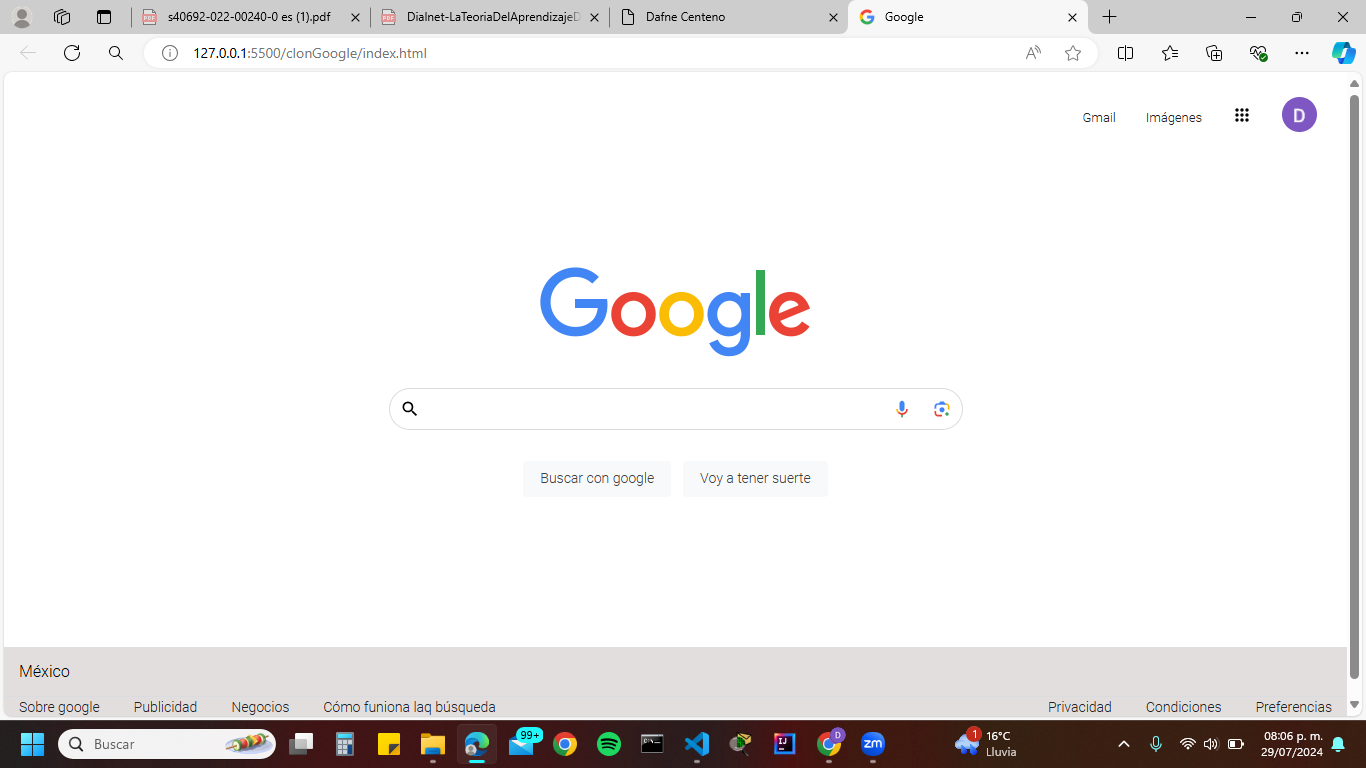 s40692-022-00240-0 es (1).pdf
Dialnet-LaTeoriaDelAprendizajeD
Dafne Centeno
Google
127.0.0.1:5500/clonGoogle/index.html
Gmail
Imágenes
D
Google
Buscar con google
Voy a tener suerte
México
Sobre google
Publicidad
Negocios
Cómo funiona laq búsqueda
Privacidad
Condiciones
Preferencias
Buscar
99+
D
zm
1
16°C
Lluvia
08:06 p. m.
29/07/2024